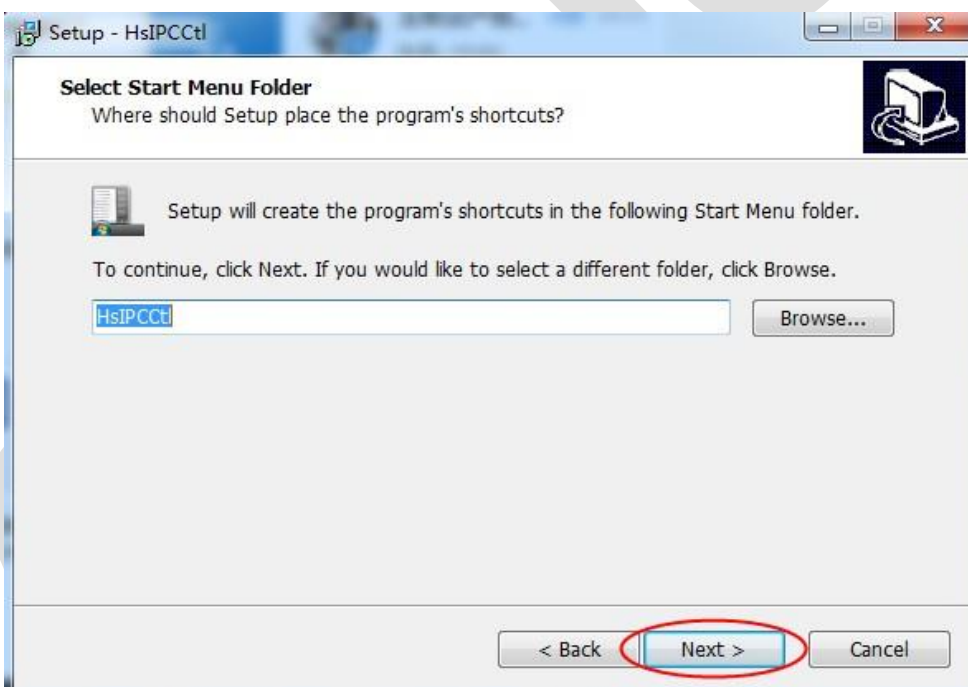 Setup - HsIPCCtl
Select Start Menu Folder
Where should Setup place the program's shortcuts?
Setup will create the program's shortcuts in the following Start Menu folder.
To continue, click Next. If you would like to select a different folder, click Browse.
HsIPCCtl
Browse...
< Back
Next >
Cancel